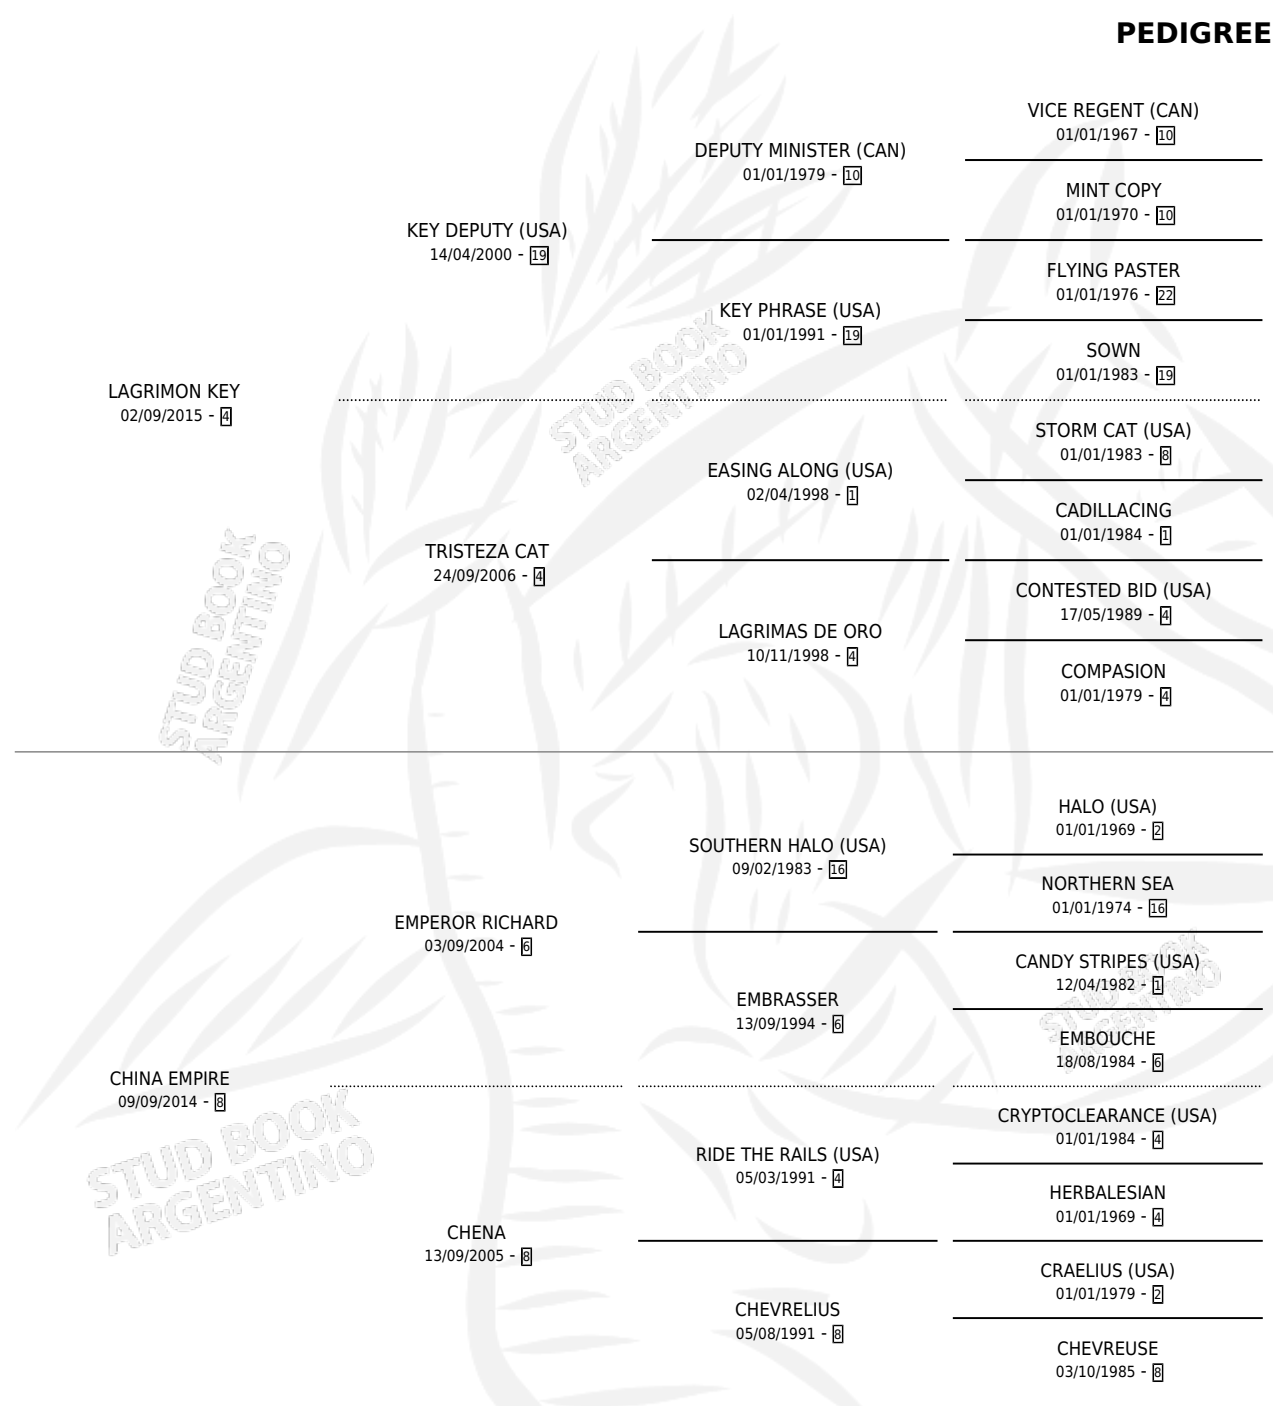 PEDIGREE
VICE REGENT (CAN)
01/01/1967 - 10
DEPUTY MINISTER (CAN)
01/01/1979 - 10
MINT COPY
01/01/1970 - 10
KEY DEPUTY (USA)
14/04/2000 - 19
FLYING PASTER
01/01/1976 - 22
KEY PHRASE (USA)
01/01/1991 - 19
SOWN
01/01/1983 - 19
LAGRIMON KEY
02/09/2015 - 4
STUD BOOK
ARGENTINO
STORM CAT (USA)
01/01/1983 - 8
EASING ALONG (USA)
02/04/1998 - 1
CADILLACING
01/01/1984 - 1
TRISTEZA CAT
24/09/2006 - 4
CONTESTED BID (USA)
17/05/1989 - 4
LAGRIMAS DE ORO
10/11/1998 - 4
COMPASION
01/01/1979 - 4
STUD BOOK
ARGENTINO
HALO (USA)
01/01/1969 - 2
SOUTHERN HALO (USA)
09/02/1983 - 16
NORTHERN SEA
01/01/1974 - 16
EMPEROR RICHARD
03/09/2004 - 6
CANDY STRIPES (USA)
12/04/1982 - 1
EMBRASSER
13/09/1994 - 6
STUD BOOK
ARGENTINO
EMBOUCHE
18/08/1984 - 6
CHINA EMPIRE
09/09/2014 - 8
CRYPTOCLEARANCE (USA)
01/01/1984 - 4
RIDE THE RAILS (USA)
05/03/1991 - 4
STUD BOOK
ARGENTINO
HERBALESIAN
01/01/1969 - 4
CHENA
13/09/2005 - 8
CRAELIUS (USA)
01/01/1979 - 2
CHEVRELIUS
05/08/1991 - 8
CHEVREUSE
03/10/1985 - 8